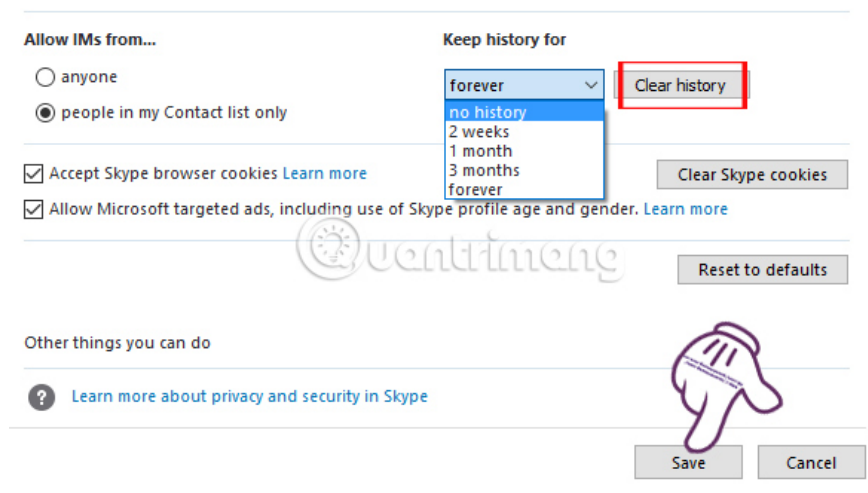 Allow IMs from...
Keep history for
anyone
forever
Clear history
people in my Contact list only
no history
2 weeks
1 month
3 months
forever
Accept Skype browser cookies Learn more
Clear Skype cookies
Allow Microsoft targeted ads, including use of Skype profile age and gender. Learn more
Quantrimang
Reset to defaults
Other things you can do
? Learn more about privacy and security in Skype
Save
Cancel